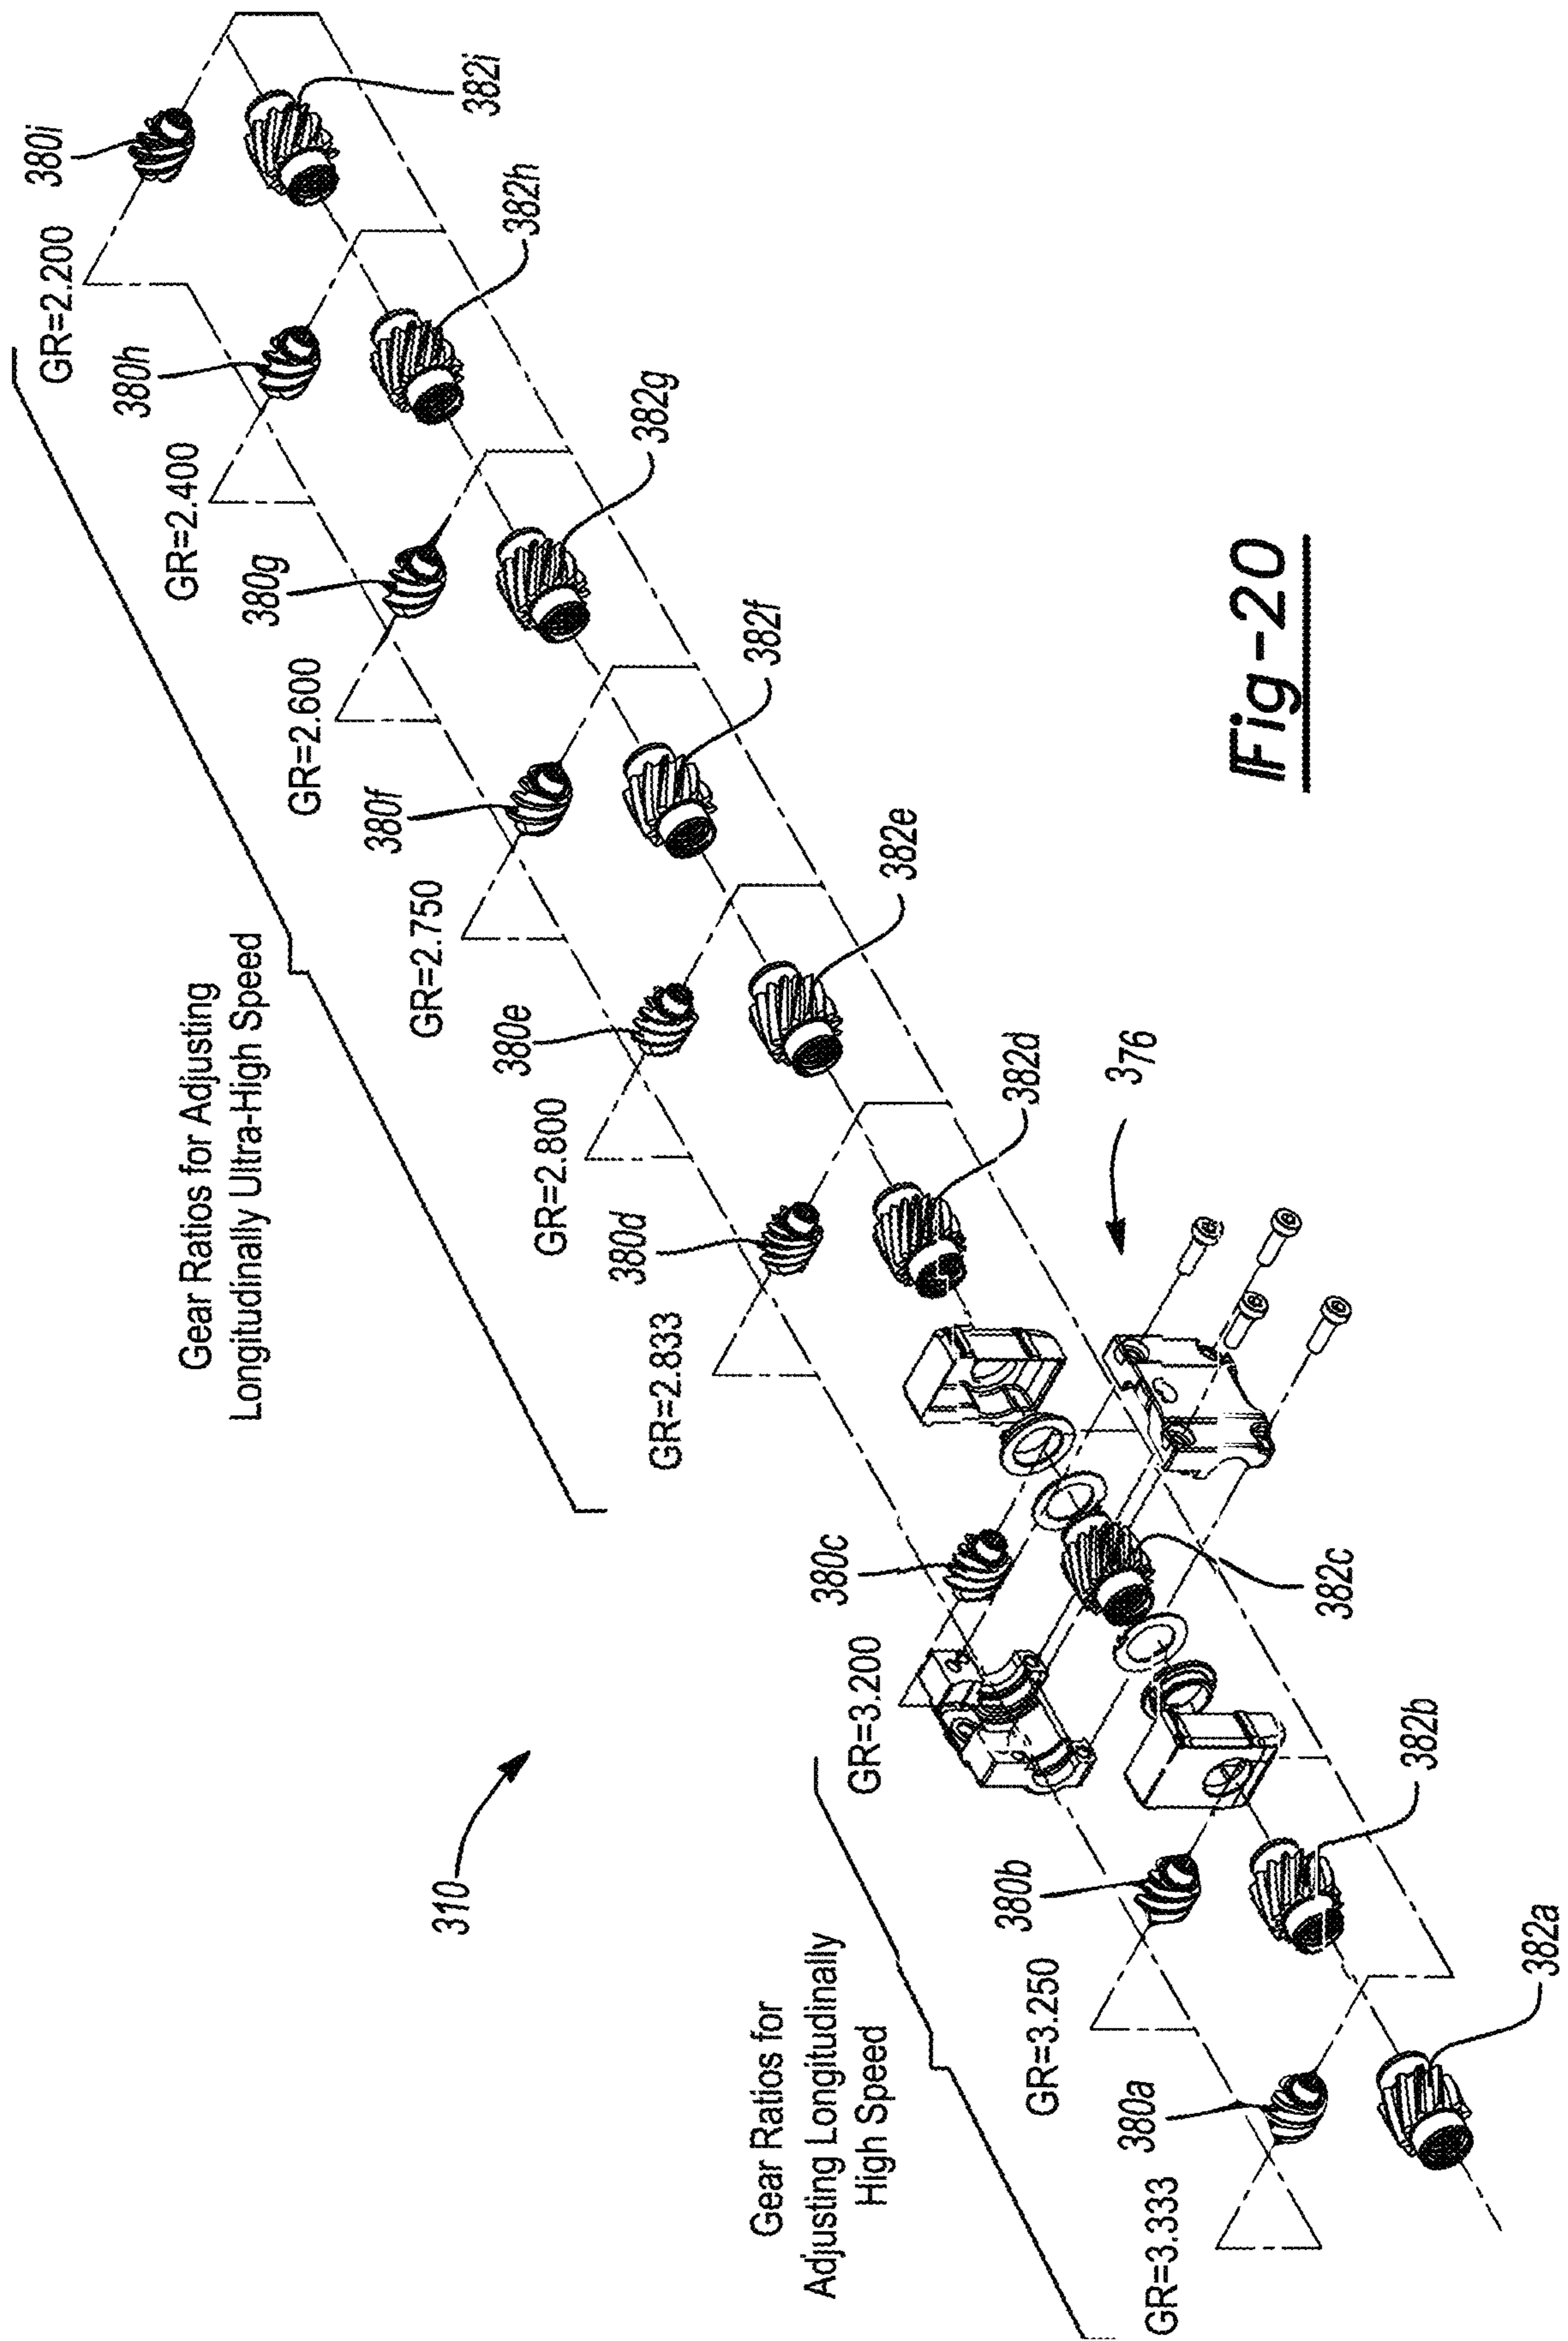 Gear Ratios for Adjusting
Longitudinally Ultra-High Speed
GR=2.200
380i
382i
GR=2.400
380h
382h
GR=2.600
380g
382g
GR=2.750
380f
382f
GR=2.800
380e
382e
GR=2.833
380d
382d
376
310
Gear Ratios for
Adjusting Longitudinally
High Speed
GR=3.200
380c
382c
GR=3.250
380b
382b
GR=3.333
380a
382a
Fig-20